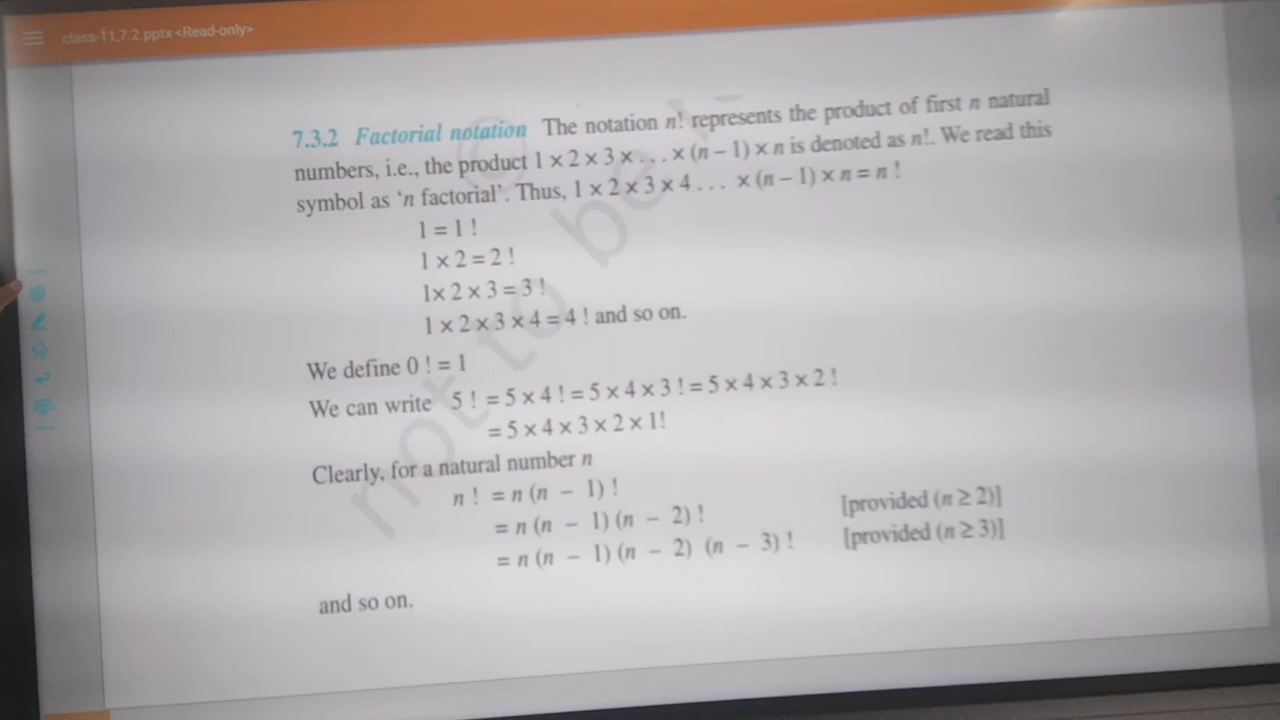 class-11,7.2.pptx <Read-only>
7.3.2 Factorial notation The notation n! represents the product of first n natural
numbers, i.e., the product 1 × 2 × 3 × . . . × (n – 1) × n is denoted as n!. We read this
symbol as ‘n factorial’. Thus, 1 × 2 × 3 × 4 . . . × (n – 1) × n = n !
1 = 1 !
1 × 2 = 2 !
1× 2 × 3 = 3 !
1 × 2 × 3 × 4 = 4 ! and so on.
We define 0 ! = 1
We can write 5 ! = 5 × 4 ! = 5 × 4 × 3 ! = 5 × 4 × 3 × 2 !
= 5 × 4 × 3 × 2 × 1!
Clearly, for a natural number n
n ! = n (n – 1) !
= n (n – 1) (n – 2) ! [provided (n ≥ 2)]
= n (n – 1) (n – 2) (n – 3) ! [provided (n ≥ 3)]
and so on.
© not to be